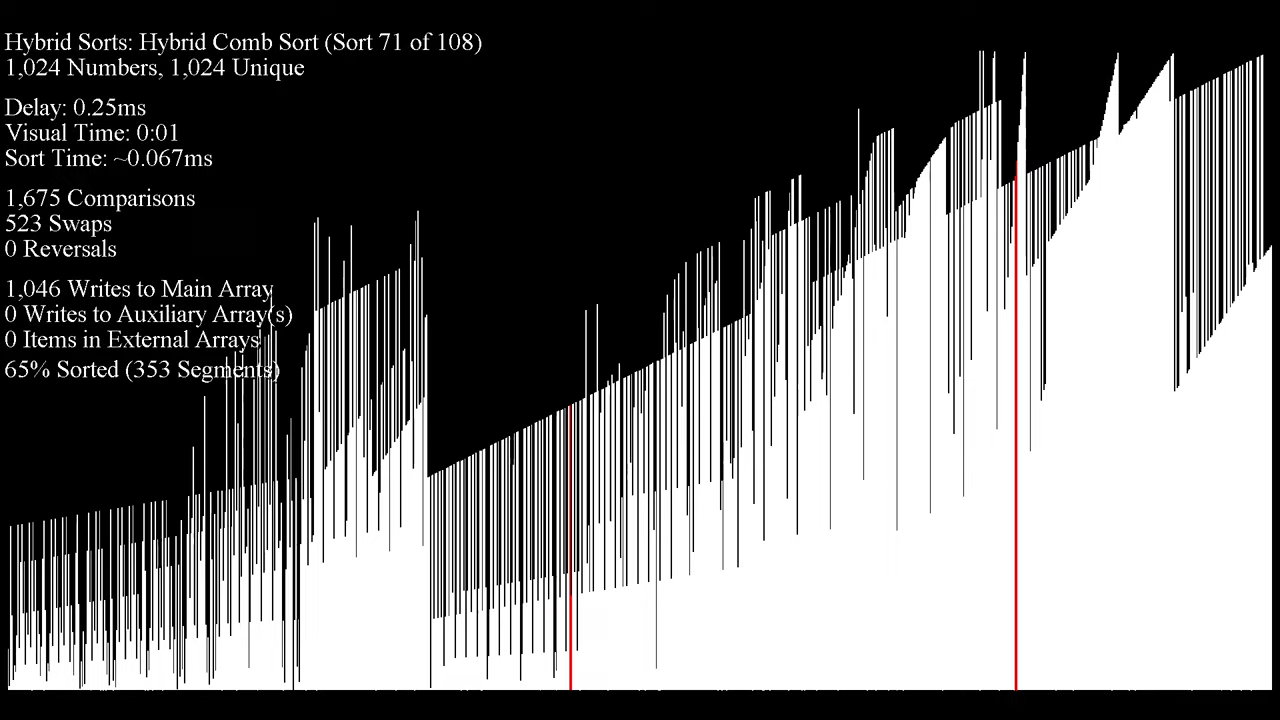 Hybrid Sorts: Hybrid Comb Sort (Sort 71 of 108)
1,024 Numbers, 1,024 Unique
Delay: 0.25ms
Visual Time: 0:01
Sort Time: ~0.067ms
1,675 Comparisons
523 Swaps
0 Reversals
1,046 Writes to Main Array
0 Writes to Auxiliary Array(s)
0 Items in External Arrays
65% Sorted (353 Segments)